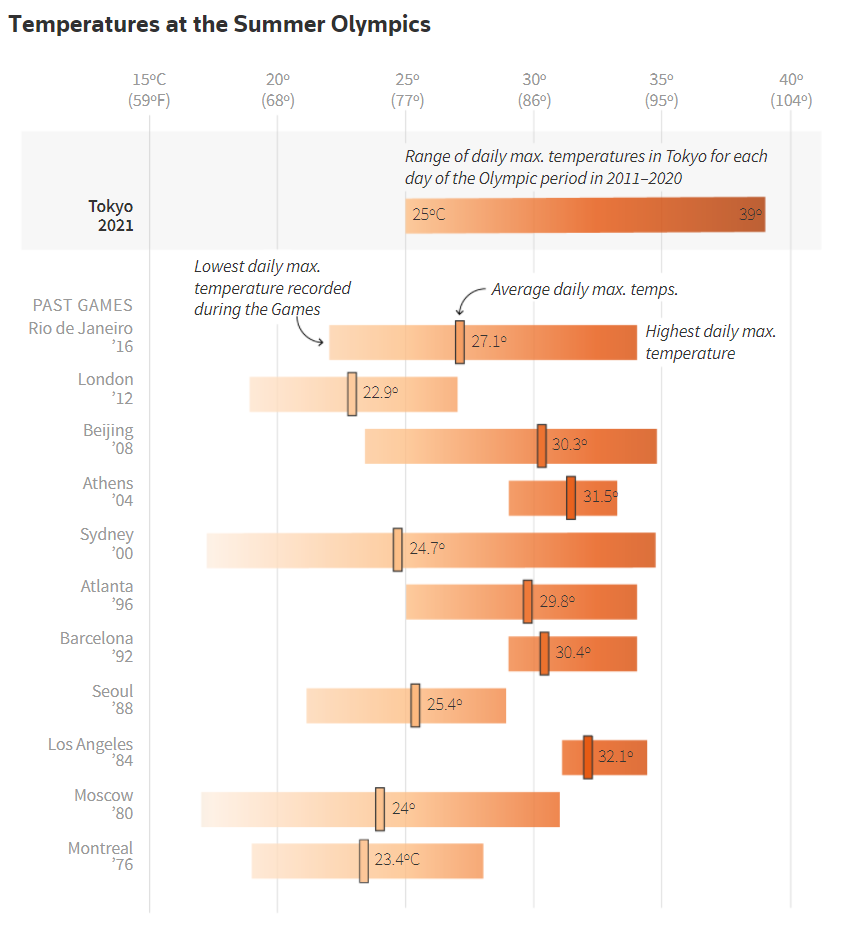 Temperatures at the Summer Olympics
15ºC 20º 25º 30º 35º 40º
(59ºF) (68º) (77º) (86º) (95º) (104º)
Range of daily max. temperatures in Tokyo for each
day of the Olympic period in 2011–2020
Tokyo
2021
25ºC 39º
Lowest daily max.
temperature recorded
during the Games
Average daily max. temps.
PAST GAMES
Rio de Janeiro
’16
27.1º
Highest daily max.
temperature
London
’12
22.9º
Beijing
’08
30.3º
Athens
’04
31.5º
Sydney
’00
24.7º
Atlanta
’96
29.8º
Barcelona
’92
30.4º
Seoul
’88
25.4º
Los Angeles
’84
32.1º
Moscow
’80
24º
Montreal
’76
23.4ºC